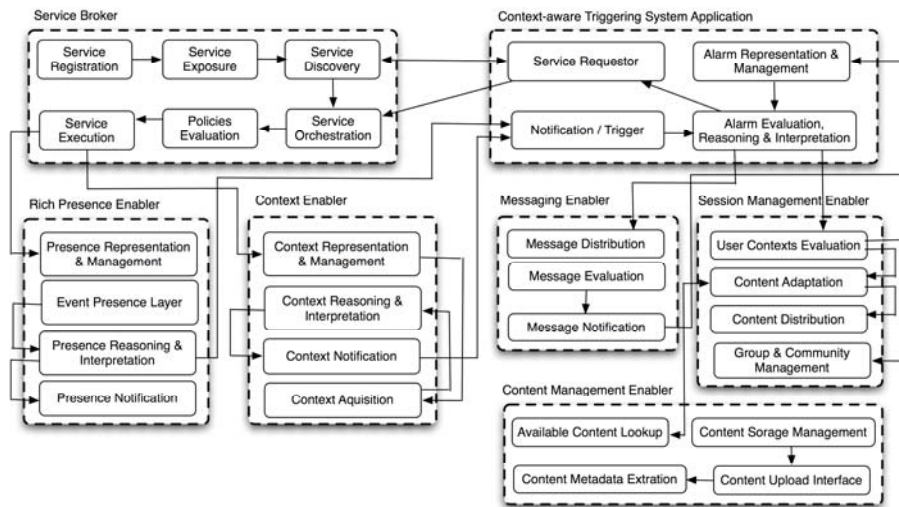 Service Broker
Service
Registration
Service
Exposure
Service
Discovery
Service
Execution
Policies
Evaluation
Service
Orchestration
Context-aware Triggering System Application
Service Requestor
Alarm Representation &
Management
Notification / Trigger
Alarm Evaluation,
Reasoning & Interpretation
Rich Presence Enabler
Presence Representation
& Management
Event Presence Layer
Presence Reasoning &
Interpretation
Presence Notification
Context Enabler
Context Representation
& Management
Context Reasoning &
Interpretation
Context Notification
Context Aquisition
Messaging Enabler
Message Distribution
Message Evaluation
Message Notification
Session Management Enabler
User Contexts Evaluation
Content Adaptation
Content Distribution
Group & Community
Management
Content Management Enabler
Available Content Lookup
Content Sorage Management
Content Metadata Extration
Content Upload Interface